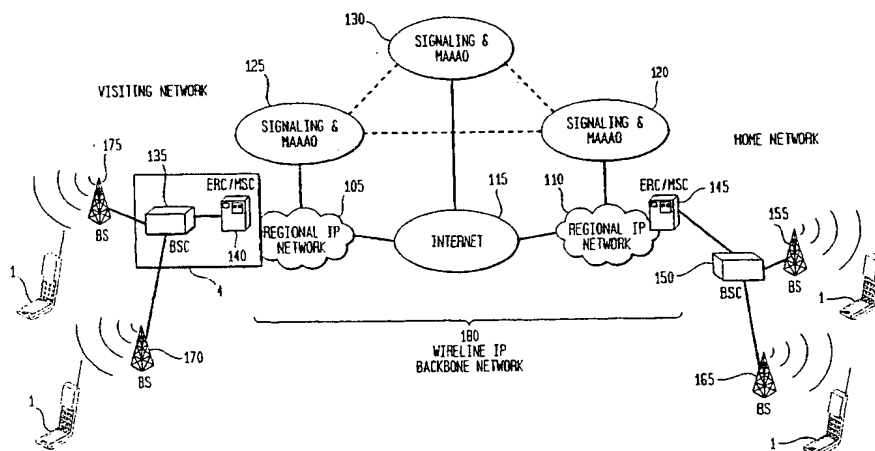 130
SIGNALING &
MAAAO
125
120
VISITING NETWORK
SIGNALING &
MAAAO
SIGNALING &
MAAAO
HOME NETWORK
175
135
ERC/MSC
105
115
110
ERC/MSC
145
155
BS
BSC
140
REGIONAL IP
NETWORK
INTERNET
REGIONAL IP
NETWORK
150
BSC
BS
1
4
1
180
WIRELINE IP
BACKBONE NETWORK
170
BS
165
BS
1
1